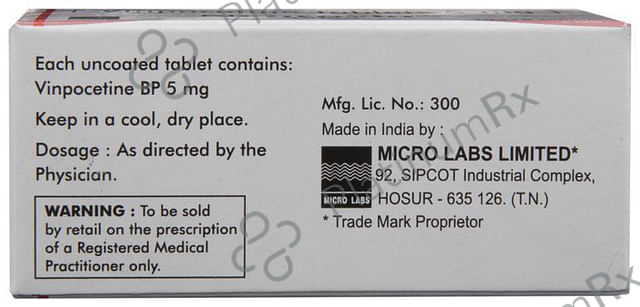 Each uncoated tablet contains:
Vinpocetine BP 5 mg
Keep in a cool, dry place.
Dosage : As directed by the
Physician.
WARNING : To be sold
by retail on the prescription
of a Registered Medical
Practitioner only.
Mfg. Lic. No.: 300
Made in India by :
MICRO LABS LIMITED*
92, SIPCOT Industrial Complex,
HOSUR - 635 126. (T.N.)
* Trade Mark Proprietor
MICRO LABS
PlatinumRx